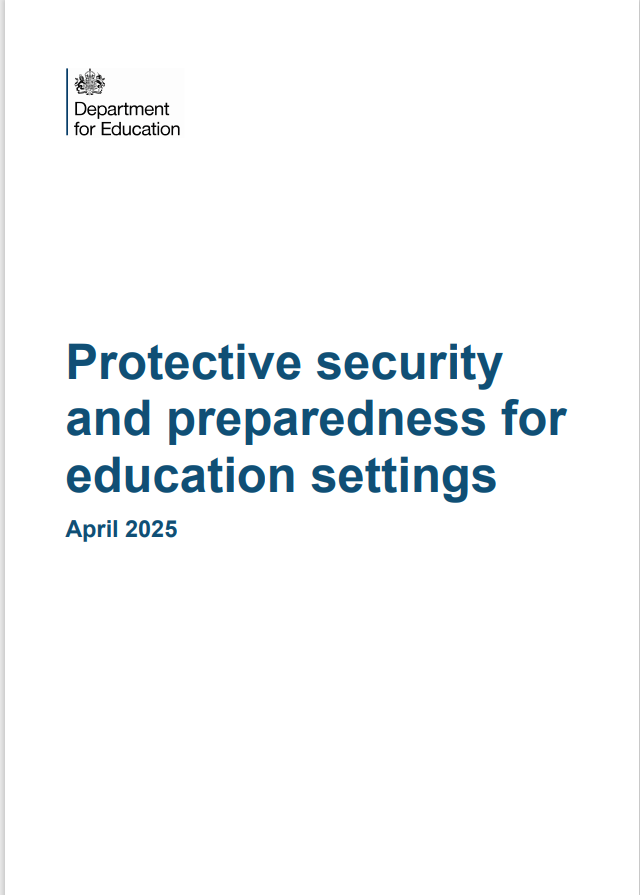 Department
for Education
Protective security
and preparedness for
education settings
April 2025